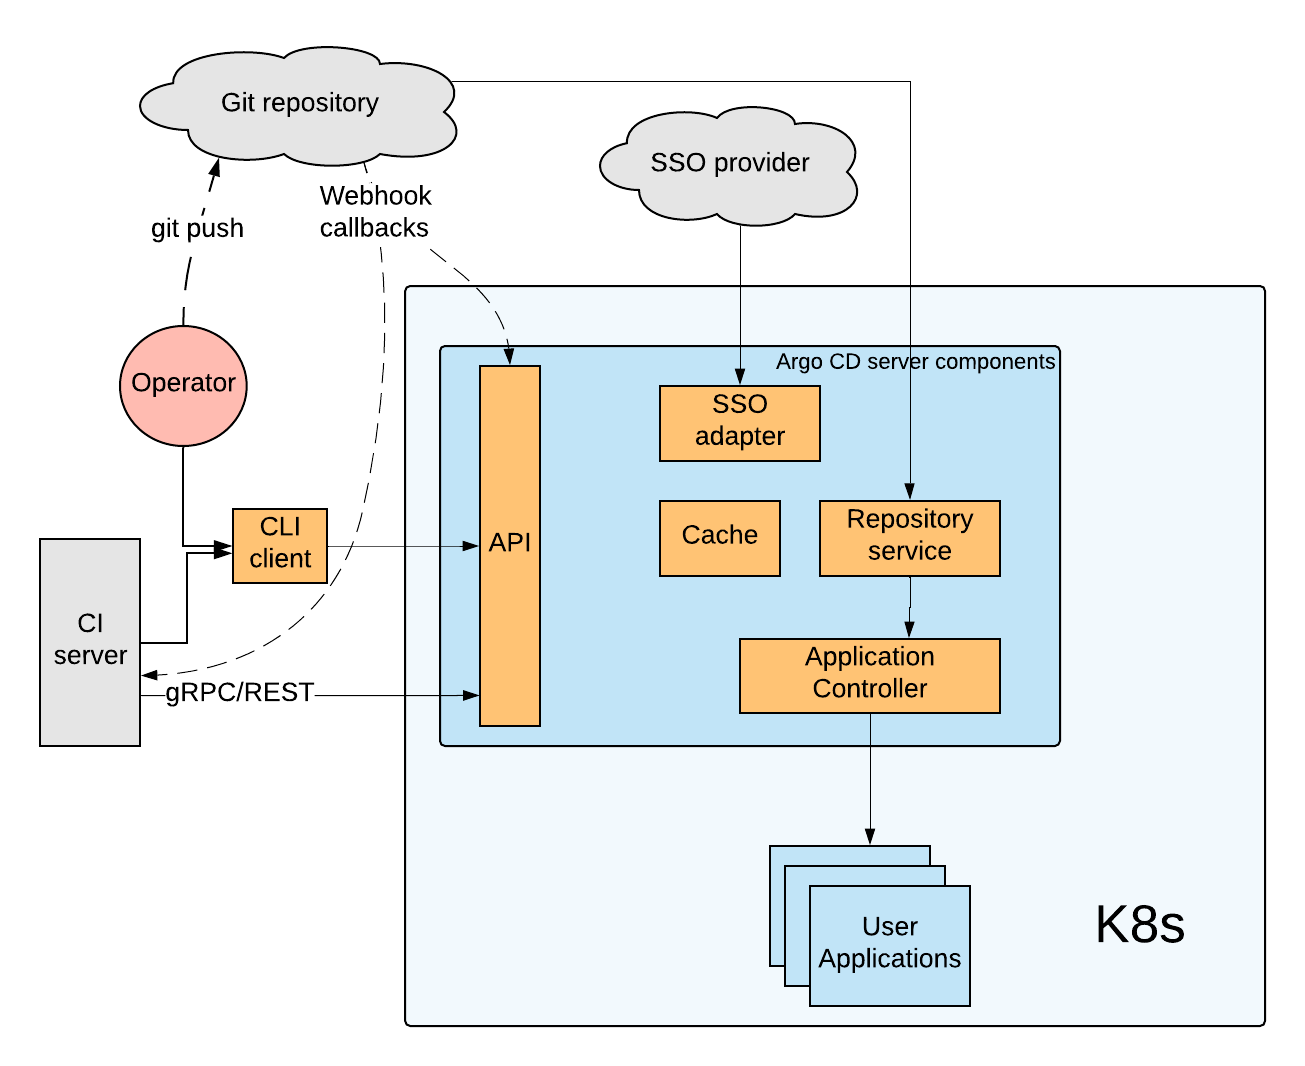 Git repository
SSO provider
Webhook
callbacks
git push
Argo CD server components
Operator
SSO
adapter
CLI
client
API
Cache
Repository
service
CI
server
gRPC/REST
Application
Controller
User
Applications
K8s